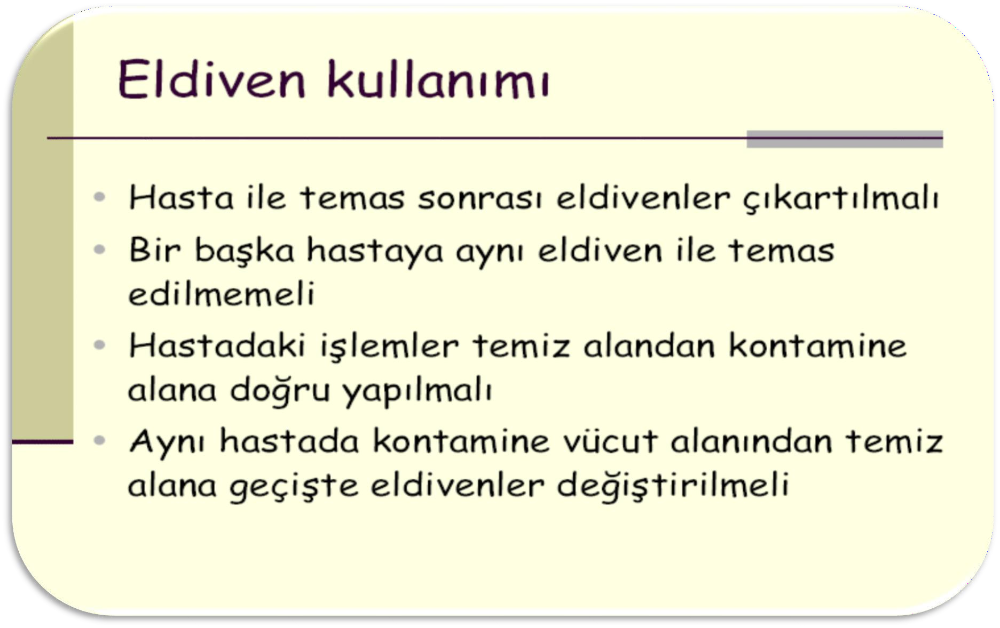 Eldiven kullanımı
Hasta ile temas sonrası eldivenler çıkartılmalı
Bir başka hastaya aynı eldiven ile temas
edilmemeli
Hastadaki işlemler temiz alandan kontamine
alana doğru yapılmalı
Aynı hastada kontamine vücut alanından temiz
alana geçişte eldivenler değiştirilmeli